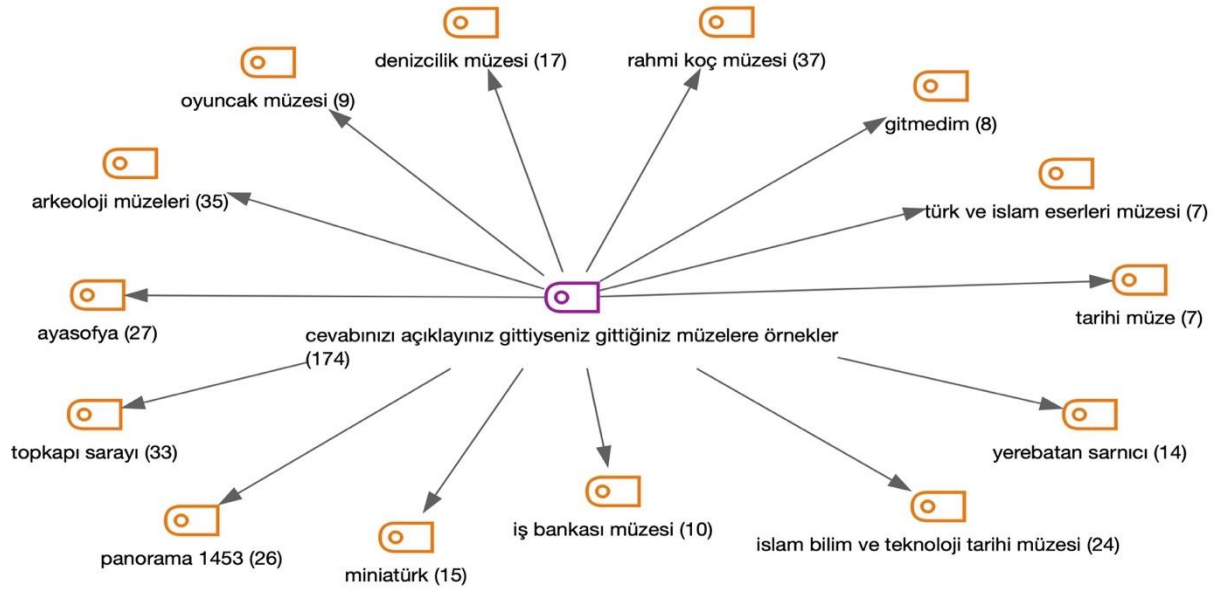 denizcilik müzesi (17)
rahmi koç müzesi (37)
oyuncak müzesi (9)
gitmedim (8)
arkeoloji müzeleri (35)
türk ve islam eserleri müzesi (7)
ayasofya (27)
cevabınızı açıklayınız gittiyseniz gittiğiniz müzelere örnekler
(174)
tarihi müze (7)
topkapı sarayı (33)
yerebatan sarnıcı (14)
panorama 1453 (26)
miniatürk (15)
iş bankası müzesi (10)
islam bilim ve teknoloji tarihi müzesi (24)